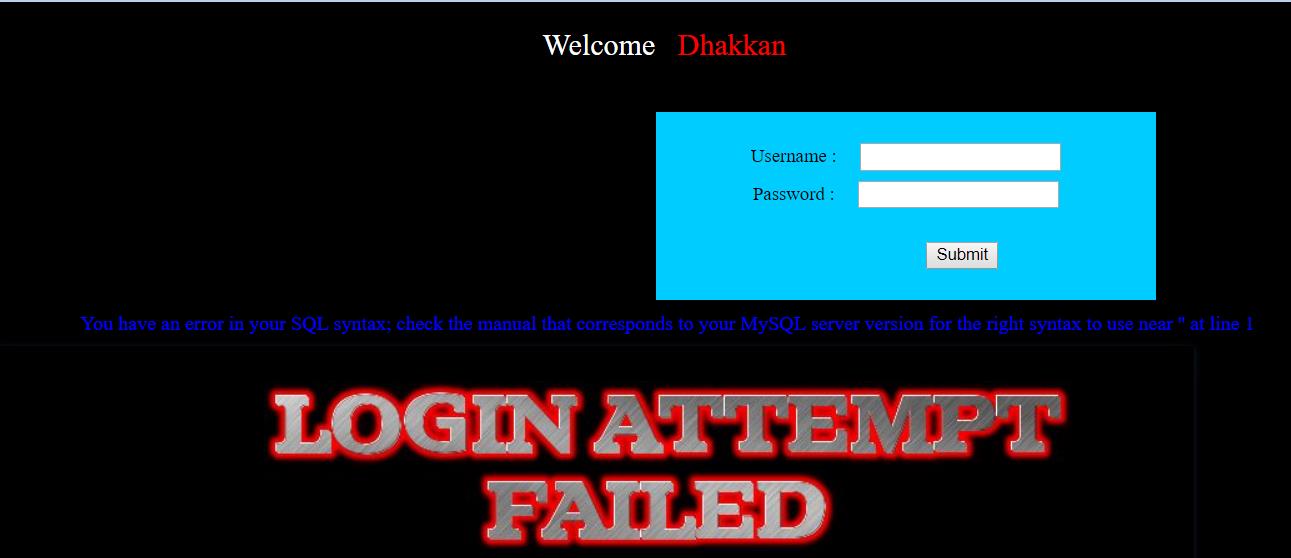 Welcome Dhakkan
Username :
Password :
Submit
You have an error in your SQL syntax; check the manual that corresponds to your MySQL server version for the right syntax to use near '' at line 1
LOGIN ATTEMPT
FAILED